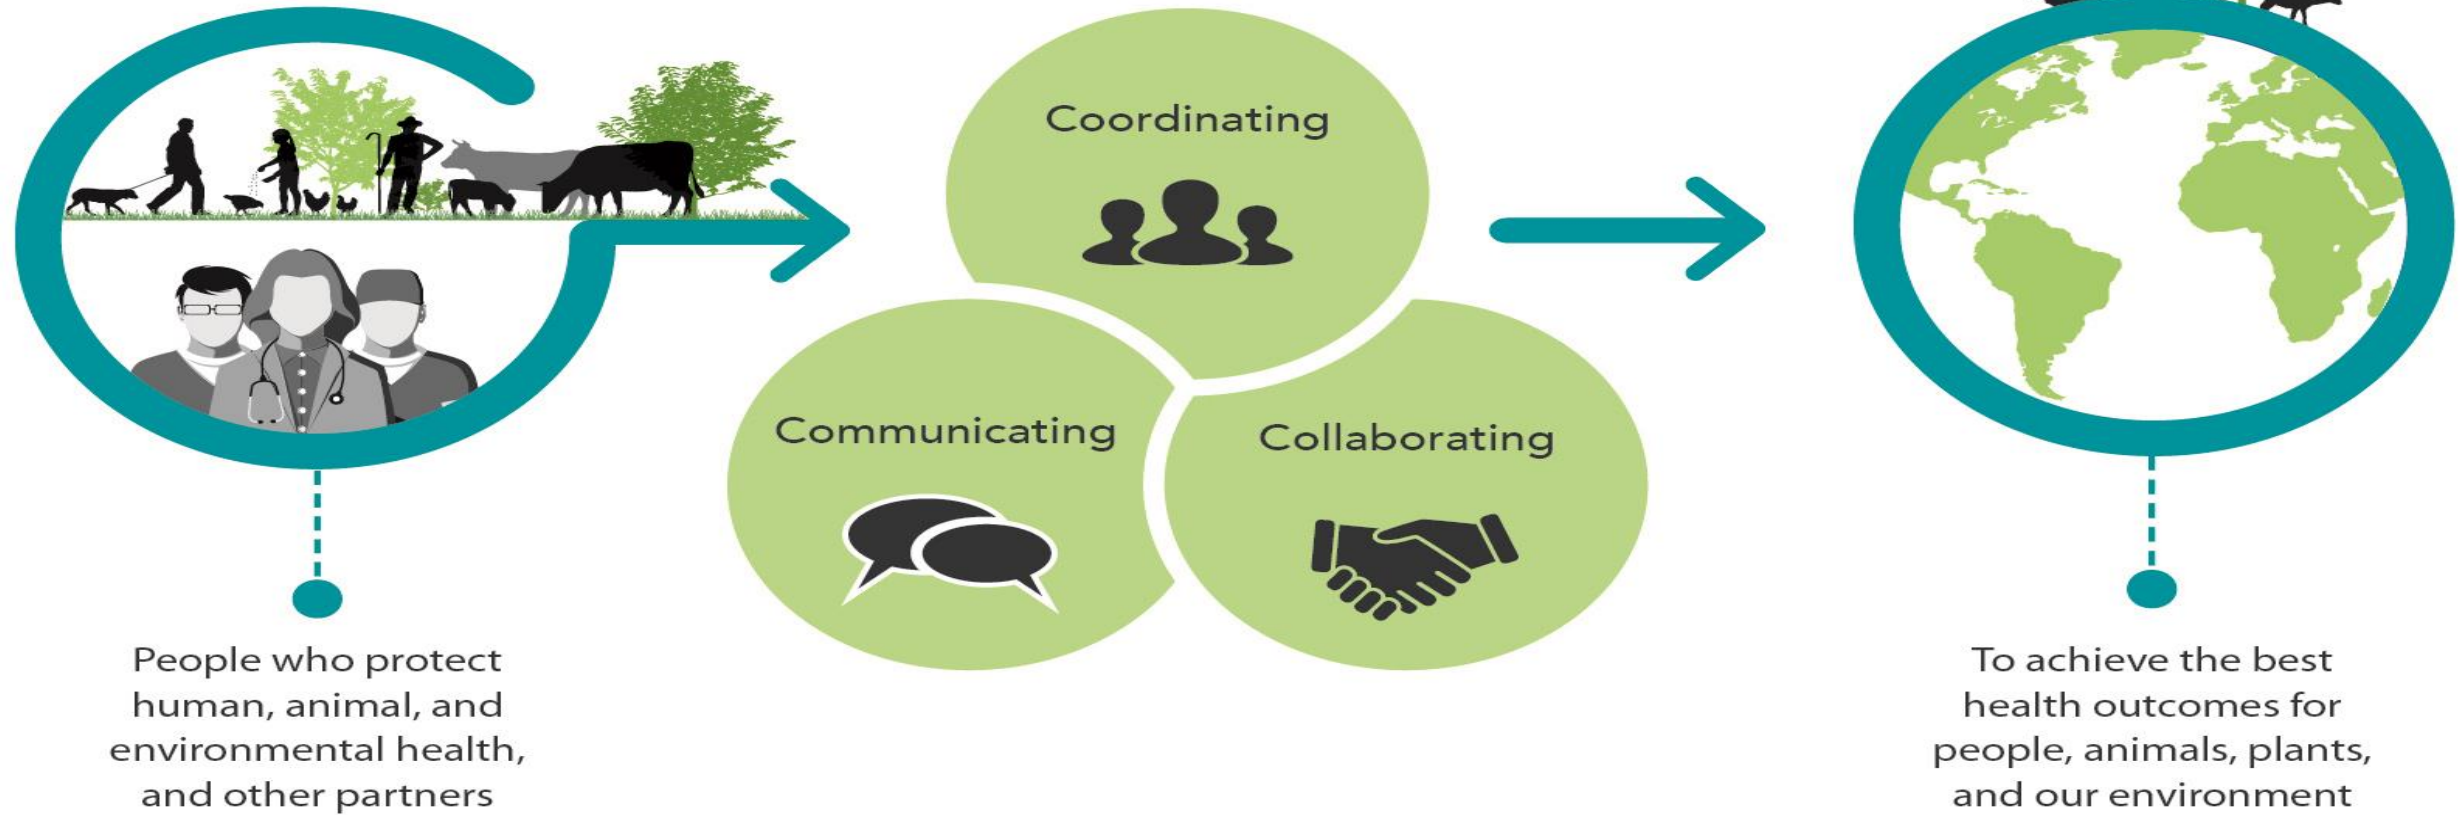 Coordinating
Communicating
Collaborating
People who protect
human, animal, and
environmental health,
and other partners
To achieve the best
health outcomes for
people, animals, plants,
and our environment